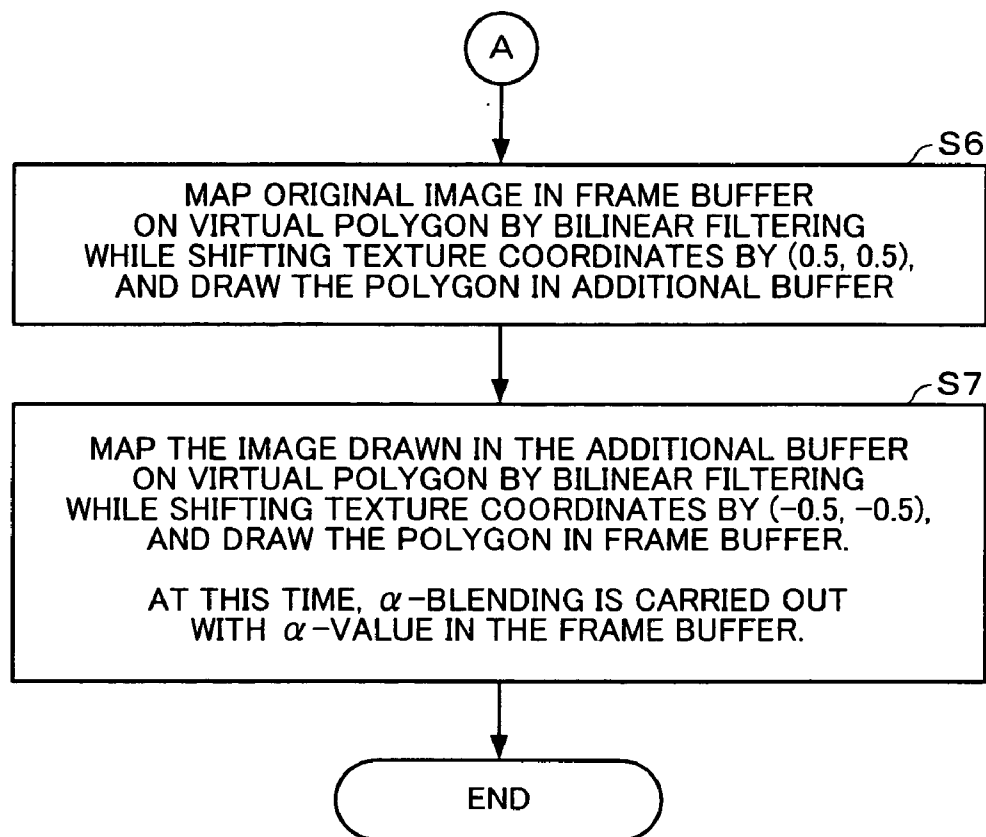 A
S6
MAP ORIGINAL IMAGE IN FRAME BUFFER
ON VIRTUAL POLYGON BY BILINEAR FILTERING
WHILE SHIFTING TEXTURE COORDINATES BY (0.5, 0.5),
AND DRAW THE POLYGON IN ADDITIONAL BUFFER
S7
MAP THE IMAGE DRAWN IN THE ADDITIONAL BUFFER
ON VIRTUAL POLYGON BY BILINEAR FILTERING
WHILE SHIFTING TEXTURE COORDINATES BY (-0.5, -0.5),
AND DRAW THE POLYGON IN FRAME BUFFER.
AT THIS TIME, α-BLENDING IS CARRIED OUT
WITH α-VALUE IN THE FRAME BUFFER.
END